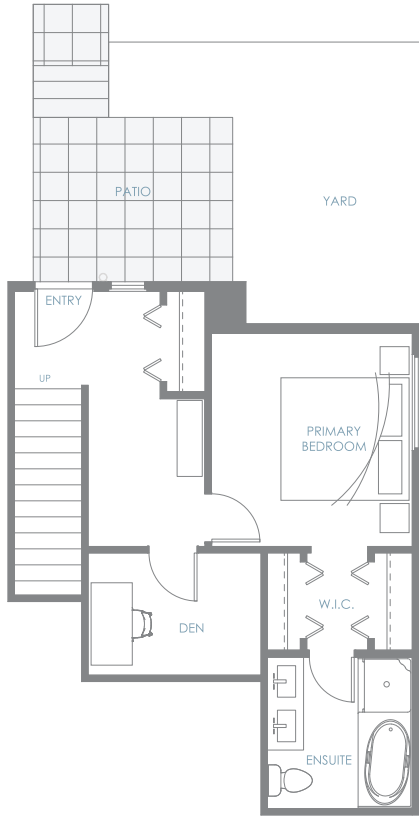 PATIO
YARD
ENTRY
UP
PRIMARY
BEDROOM
W.I.C.
DEN
ENSUITE